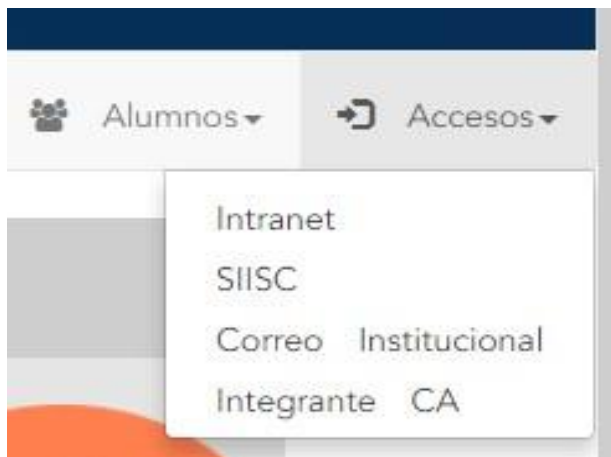 Alumnos Accesos
Intranet
SIISC
Correo Institucional
Integrante CA